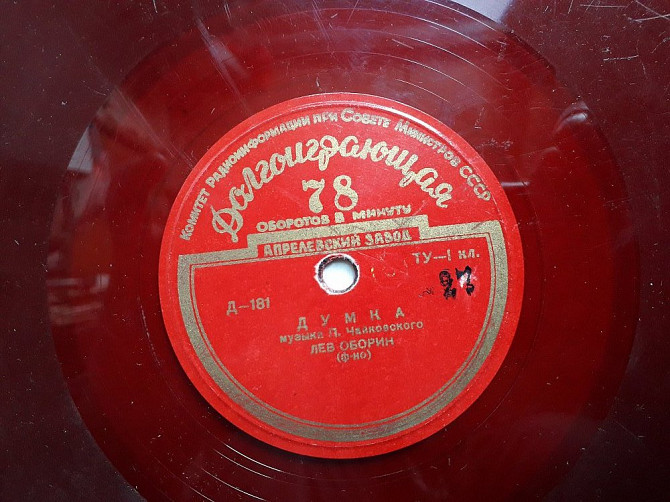 Комитет радиоинформации при Совете Министров СССР
Долгоиграющая
78
оборотов в минуту
Апрелевский завод
ТУ—1 кл.
Д—181
ДУМКА
музыка П. Чайковского
ЛЕВ ОБОРИН
(ф-но)